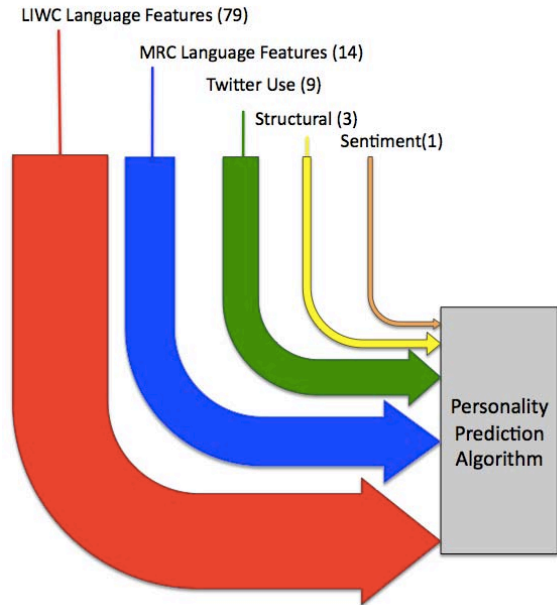 LIWC Language Features (79)
MRC Language Features (14)
Twitter Use (9)
Structural (3)
Sentiment(1)
Personality
Prediction
Algorithm